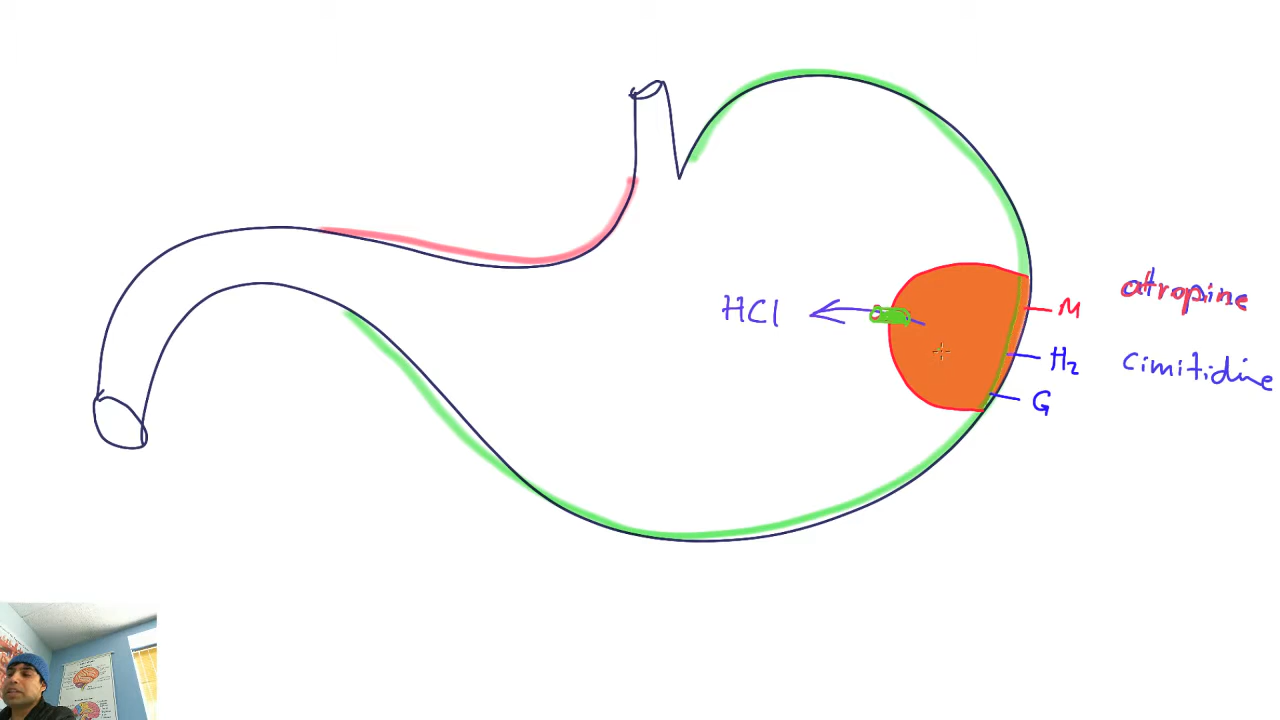 atropine
HCl
M
H2 cimitidine
G